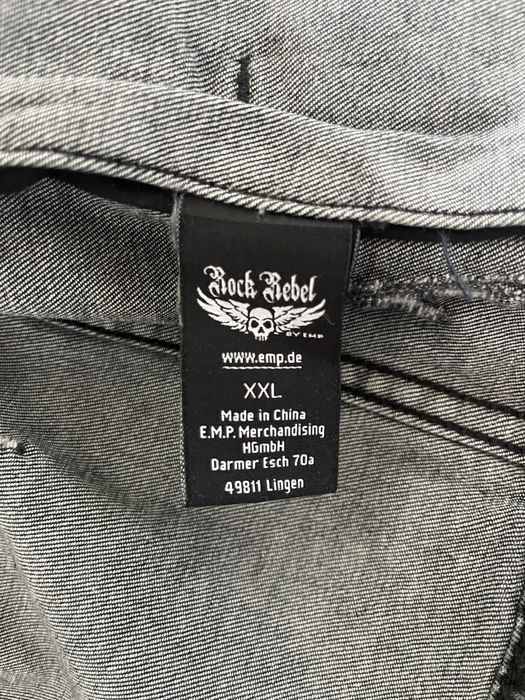 Rock Rebel
BY EMP
www.emp.de
XXL
Made in China
E.M.P. Merchandising
HGmbH
Darmer Esch 70a
49811 Lingen